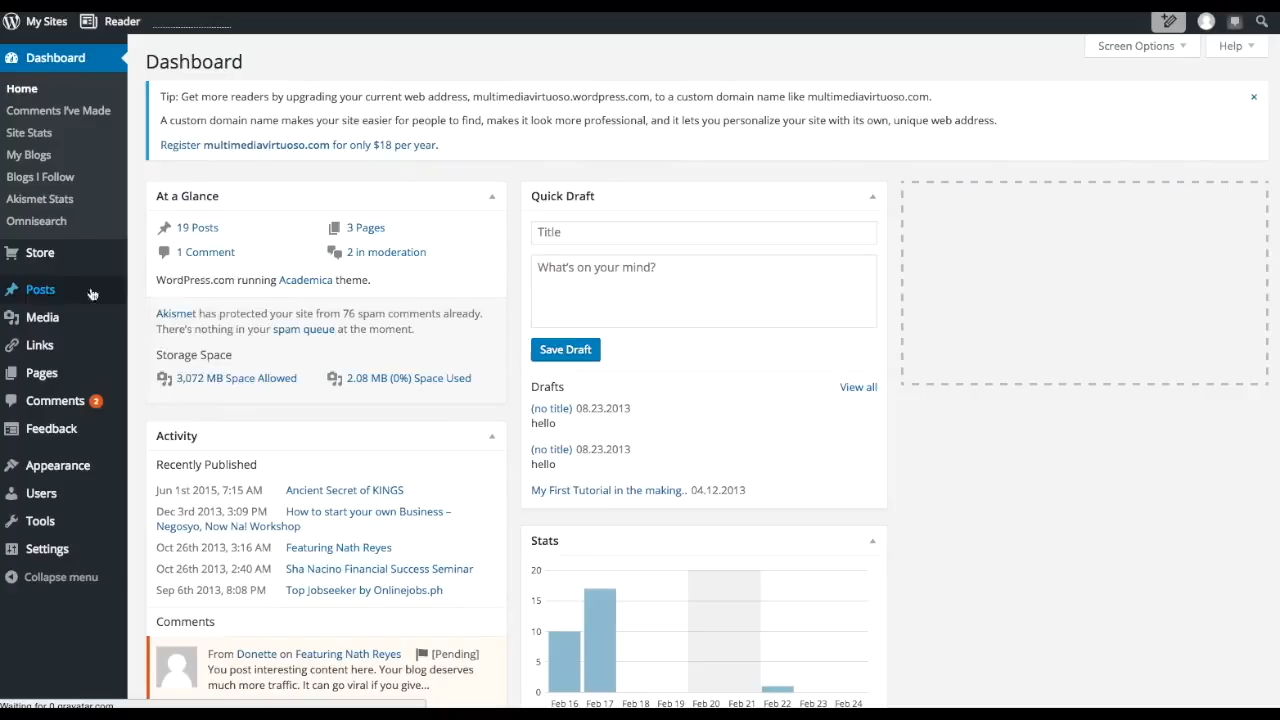 My Sites
Reader
Dashboard
Home
Comments I've Made
Site Stats
My Blogs
Blogs I Follow
Akismet Stats
Omnisearch
Store
Posts
Media
Links
Pages
Comments 2
Feedback
Appearance
Users
Tools
Settings
Collapse menu
Screen Options
Help
Dashboard
Tip: Get more readers by upgrading your current web address, multimediavirtuoso.wordpress.com, to a custom domain name like multimediavirtuoso.com.
A custom domain name makes your site easier for people to find, makes it look more professional, and it lets you personalize your site with its own, unique web address.
Register multimediavirtuoso.com for only $18 per year.
At a Glance
19 Posts
3 Pages
1 Comment
2 in moderation
WordPress.com running Academica theme.
Akismet has protected your site from 76 spam comments already.
There's nothing in your spam queue at the moment.
Storage Space
3,072 MB Space Allowed
2.08 MB (0%) Space Used
Activity
Recently Published
Jun 1st 2015, 7:15 AM Ancient Secret of KINGS
Dec 3rd 2013, 3:09 PM How to start your own Business –
Negosyo, Now Na! Workshop
Oct 26th 2013, 3:16 AM Featuring Nath Reyes
Oct 26th 2013, 2:40 AM Sha Nacino Financial Success Seminar
Sep 6th 2013, 8:08 PM Top Jobseeker by Onlinejobs.ph
Comments
From Donette on Featuring Nath Reyes [Pending]
You post interesting content here. Your blog deserves
much more traffic. It can go viral if you give...
Quick Draft
Title
What's on your mind?
Save Draft
Drafts
View all
(no title) 08.23.2013
hello
(no title) 08.23.2013
hello
My First Tutorial in the making.. 04.12.2013
Stats
20
15
10
5
0
Feb 16 Feb 17 Feb 18 Feb 19 Feb 20 Feb 21 Feb 22 Feb 23 Feb 24
Waiting for 0.gravatar.com